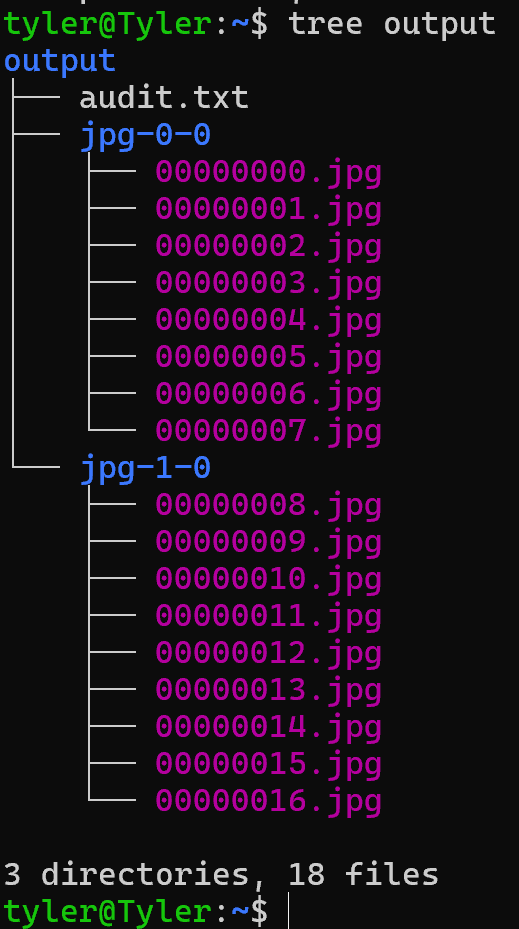 tyler@Tyler:~$ tree output
output
├── audit.txt
├── jpg-0-0
│   ├── 00000000.jpg
│   ├── 00000001.jpg
│   ├── 00000002.jpg
│   ├── 00000003.jpg
│   ├── 00000004.jpg
│   ├── 00000005.jpg
│   ├── 00000006.jpg
│   └── 00000007.jpg
└── jpg-1-0
    ├── 00000008.jpg
    ├── 00000009.jpg
    ├── 00000010.jpg
    ├── 00000011.jpg
    ├── 00000012.jpg
    ├── 00000013.jpg
    ├── 00000014.jpg
    ├── 00000015.jpg
    └── 00000016.jpg

3 directories, 18 files
tyler@Tyler:~$